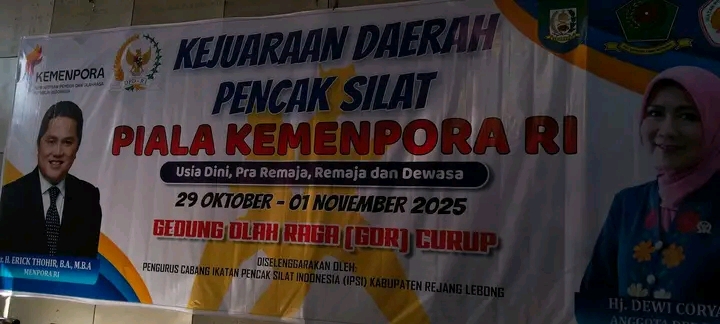 KEMENPORA
KEJUARAAN DAERAH
PENCAK SILAT
PIALA KEMENPORA RI
Usia Dini, Pra Remaja, Remaja dan Dewasa
29 OKTOBER - 01 NOVEMBER 2025
GEDUNG OLAH RAGA (GOR) CURUP
DISELENGGARAKAN OLEH:
PENGURUS CABANG IKATAN PENCAK SILAT INDONESIA (IPSI) KABUPATEN REJANG LEBONG
H. ERICK THOHIR, B.A., M.B.A
MENPORA RI
Hj. DEWI CORYA
ANGGOTA